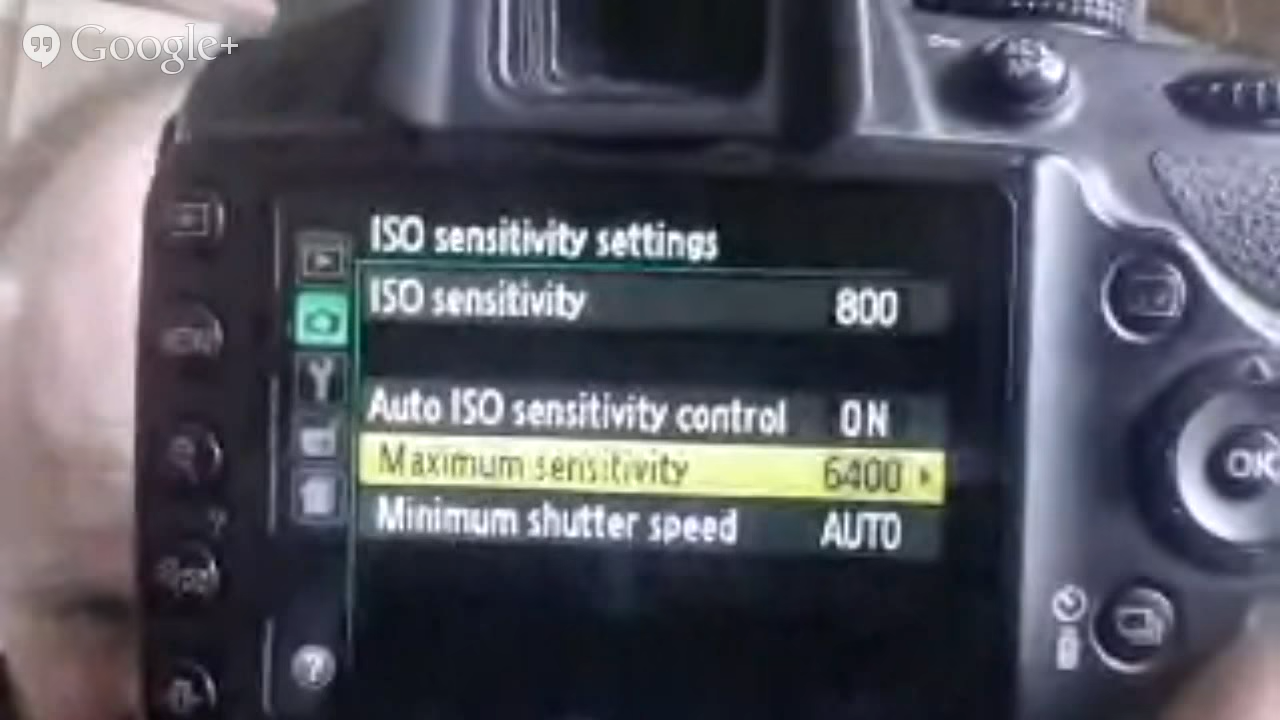 Google+
ISO sensitivity settings
ISO sensitivity 800
Auto ISO sensitivity control ON
Maximum sensitivity 6400
Minimum shutter speed AUTO
?
OK